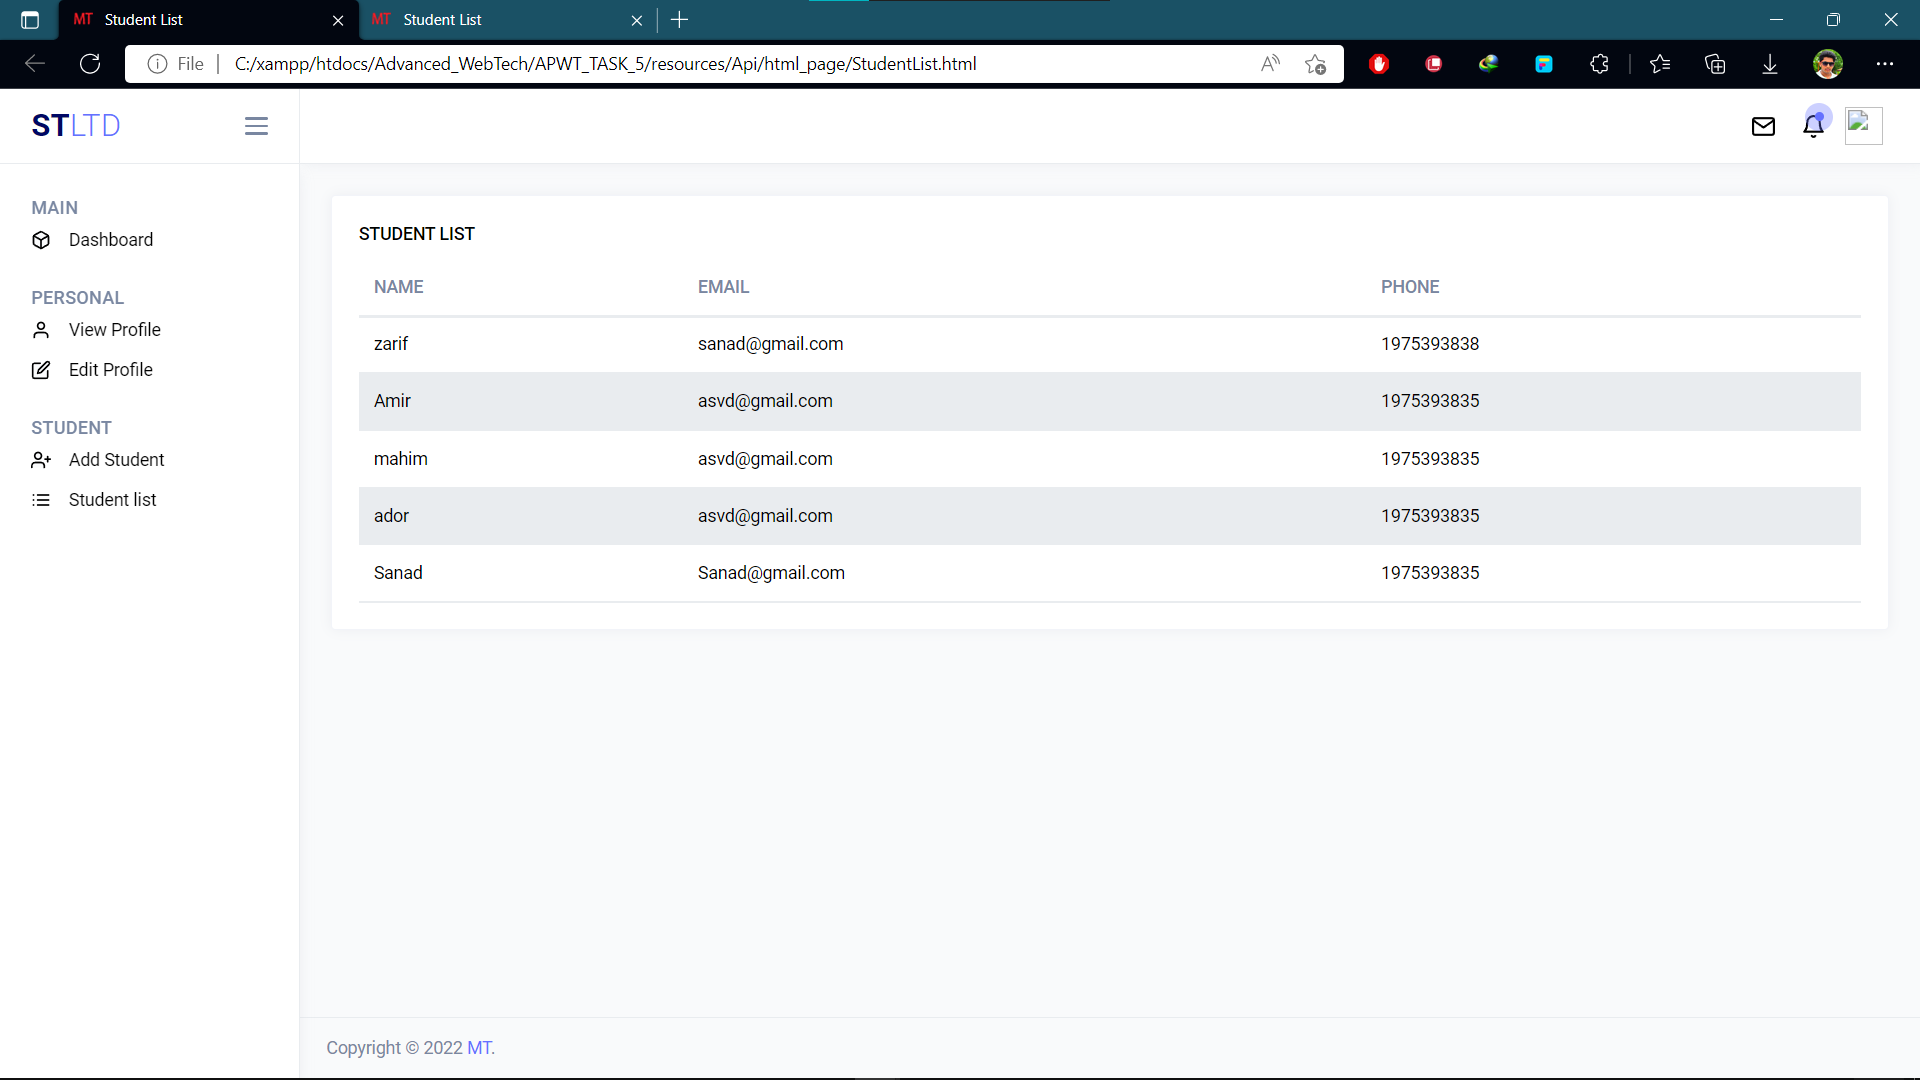 MT Student List
MT Student List
File C:/xampp/htdocs/Advanced_WebTech/APWT_TASK_5/resources/Api/html_page/StudentList.html
STLTD
MAIN
Dashboard
PERSONAL
View Profile
Edit Profile
STUDENT
Add Student
Student list
STUDENT LIST
NAME EMAIL PHONE
zarif sanad@gmail.com 1975393838
Amir asvd@gmail.com 1975393835
mahim asvd@gmail.com 1975393835
ador asvd@gmail.com 1975393835
Sanad Sanad@gmail.com 1975393835
Copyright © 2022 MT.